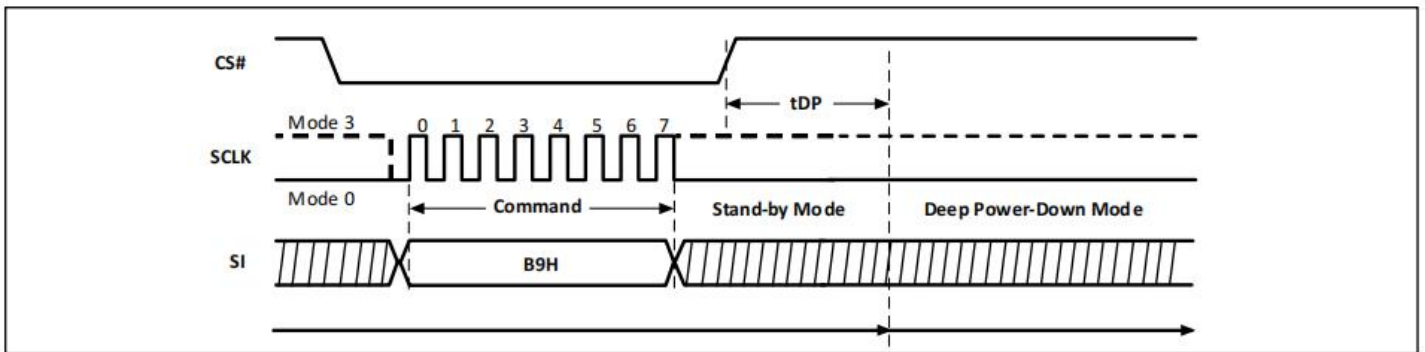 CS#
tDP
Mode 3
0 1 2 3 4 5 6 7
SCLK
Mode 0
Command
Stand-by Mode
Deep Power-Down Mode
SI
B9H